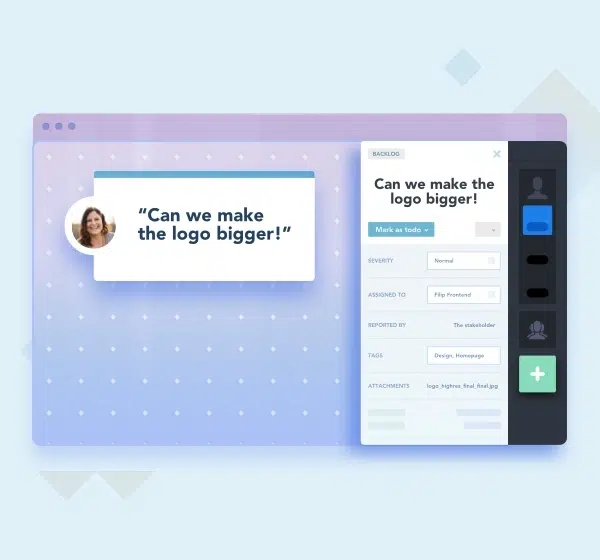 “Can we make
the logo bigger!”
BACKLOG
Can we make the
logo bigger!
Mark as todo
SEVERITY Normal
ASSIGNED TO Filip Frontend
REPORTED BY The stakeholder
TAGS Design, Homepage
ATTACHMENTS logo_highres_final_final.jpg